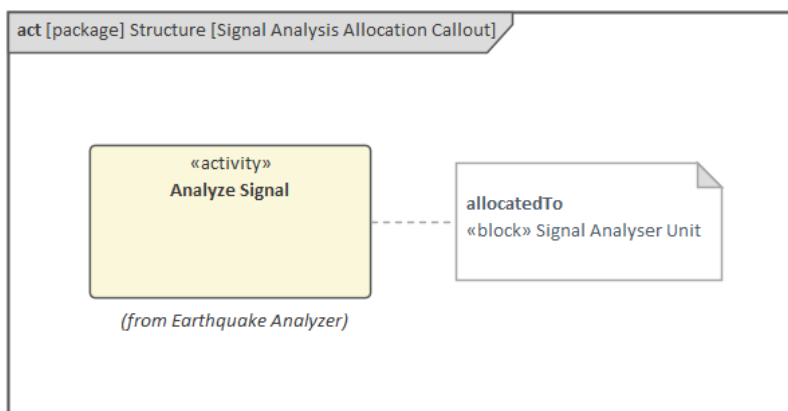 act [package] Structure [Signal Analysis Allocation Callout]
«activity»
Analyze Signal
allocatedTo
«block» Signal Analyser Unit
(from Earthquake Analyzer)